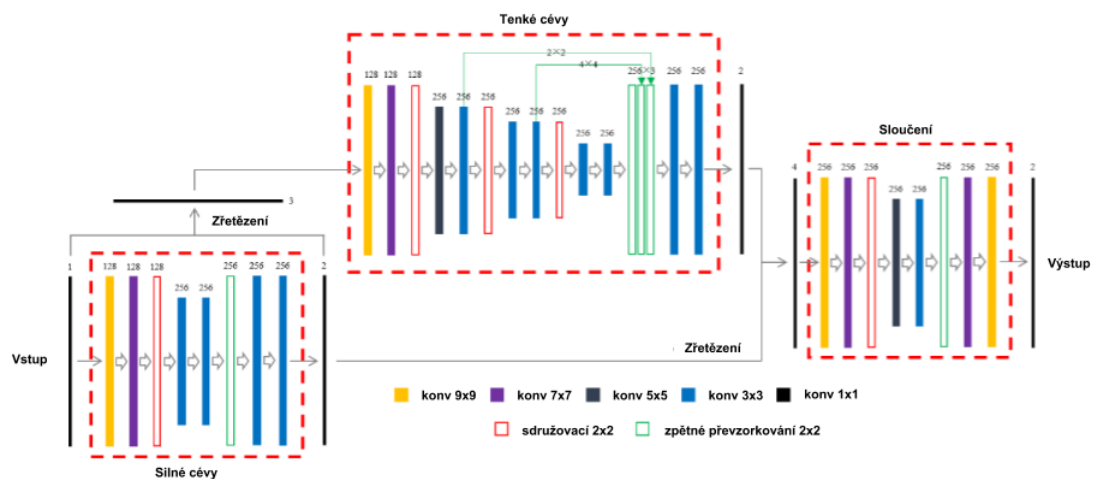 Tenké cévy
2×2
4×4
128 128 128 256 256 256 256 256 256 256 256 256 256 256 2
Sloučení
4 256 256 256 256 256 256 256 256 2
3
Zřetězení
1 128 128 128 256 256 256 256 256 2
Vstup
Výstup
Zřetězení
Silné cévy
konv 9x9 konv 7x7 konv 5x5 konv 3x3 konv 1x1
sdružovací 2x2 zpětné převzorkování 2x2